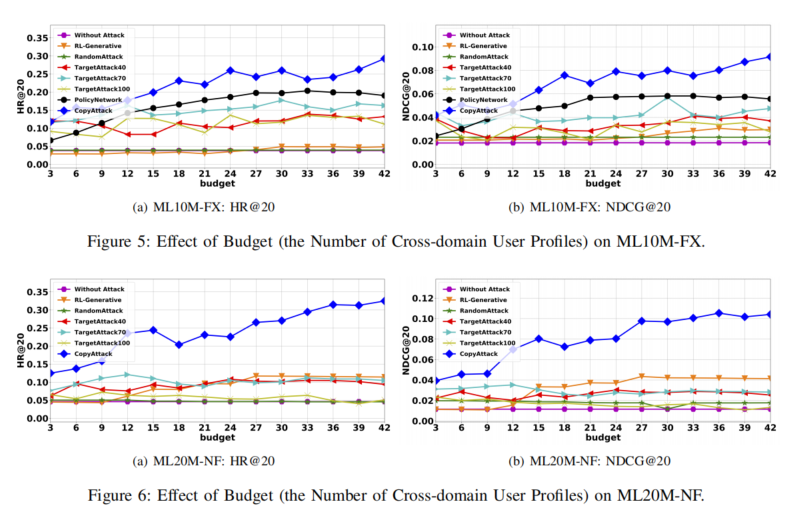 0.35
0.30
0.25
0.20
0.15
0.10
0.05
0.00
HR@20
Without Attack
RL-Generative
RandomAttack
TargetAttack40
TargetAttack70
TargetAttack100
PolicyNetwork
CopyAttack
3 6 9 12 15 18 21 24 27 30 33 36 39 42
budget
(a) ML10M-FX: HR@20
0.10
0.08
0.06
0.04
0.02
0.00
NDCG@20
Without Attack
RL-Generative
RandomAttack
TargetAttack40
TargetAttack70
TargetAttack100
PolicyNetwork
CopyAttack
3 6 9 12 15 18 21 24 27 30 33 36 39 42
budget
(b) ML10M-FX: NDCG@20
Figure 5: Effect of Budget (the Number of Cross-domain User Profiles) on ML10M-FX.
0.35
0.30
0.25
0.20
0.15
0.10
0.05
0.00
HR@20
Without Attack
RL-Generative
RandomAttack
TargetAttack40
TargetAttack70
TargetAttack100
CopyAttack
3 6 9 12 15 18 21 24 27 30 33 36 39 42
budget
(a) ML20M-NF: HR@20
0.12
0.10
0.08
0.06
0.04
0.02
0.00
NDCG@20
Without Attack
RL-Generative
RandomAttack
TargetAttack40
TargetAttack70
TargetAttack100
CopyAttack
3 6 9 12 15 18 21 24 27 30 33 36 39 42
budget
(b) ML20M-NF: NDCG@20
Figure 6: Effect of Budget (the Number of Cross-domain User Profiles) on ML20M-NF.